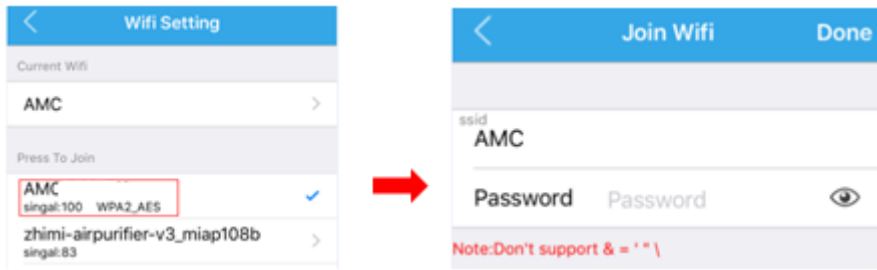 Wifi Setting
Current Wifi
AMC
Press To Join
AMC
singal:100 WPA2_AES
zhimi-airpurifier-v3_miap108b
singal:83
Join Wifi Done
ssid
AMC
Password Password
Note:Don't support & = ' " \